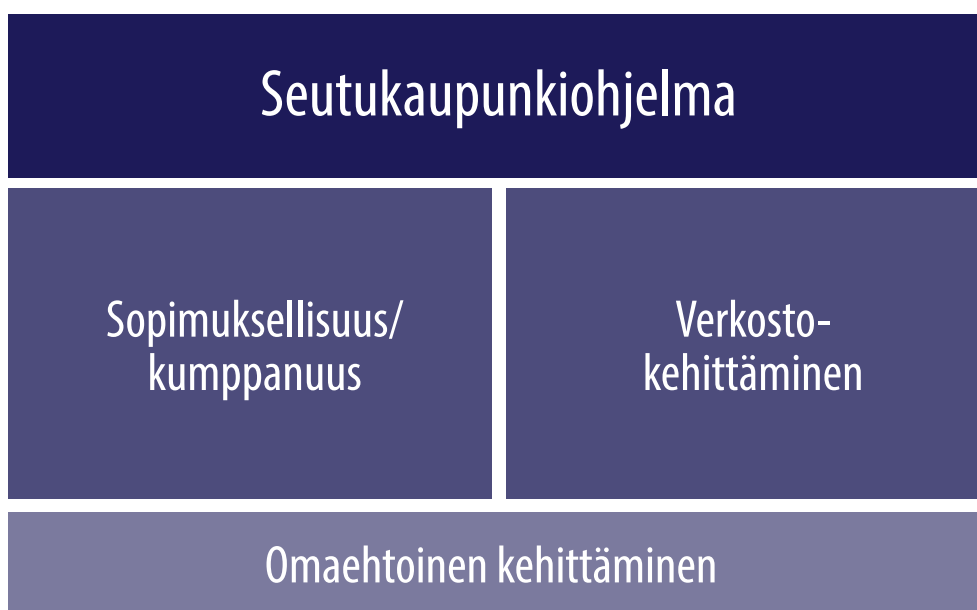 Seutukaupunkiohjelma
Sopimuksellisuus/
kumppanuus
Verkosto-
kehittäminen
Omaehtoinen kehittäminen